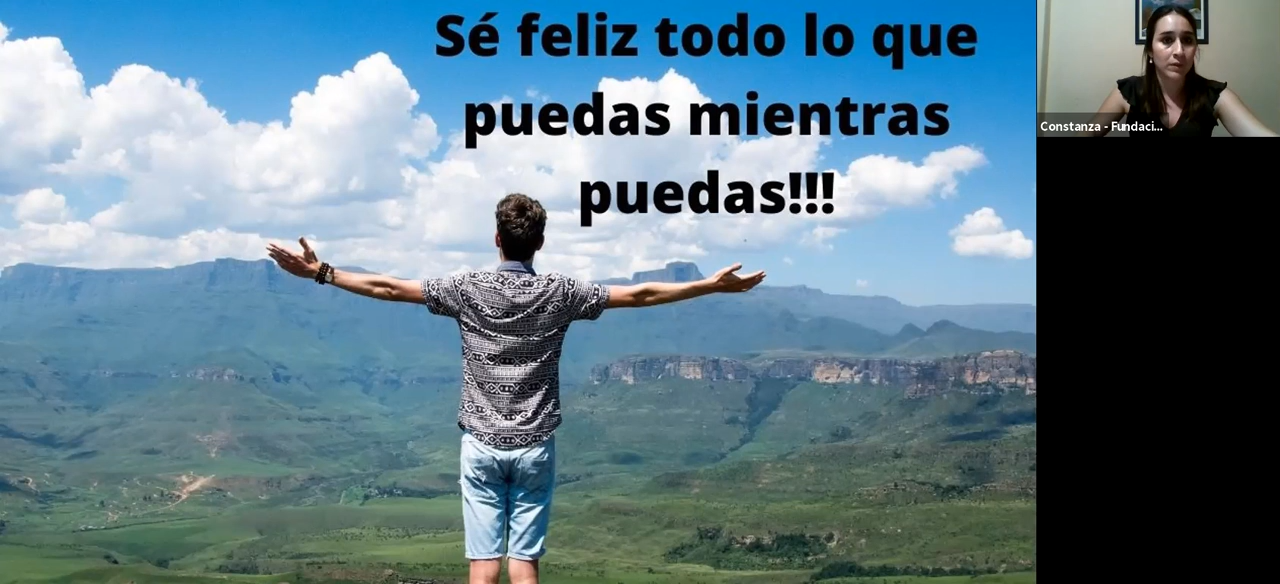 Sé feliz todo lo que
puedas mientras
puedas!!!
Constanza - Fundaci...